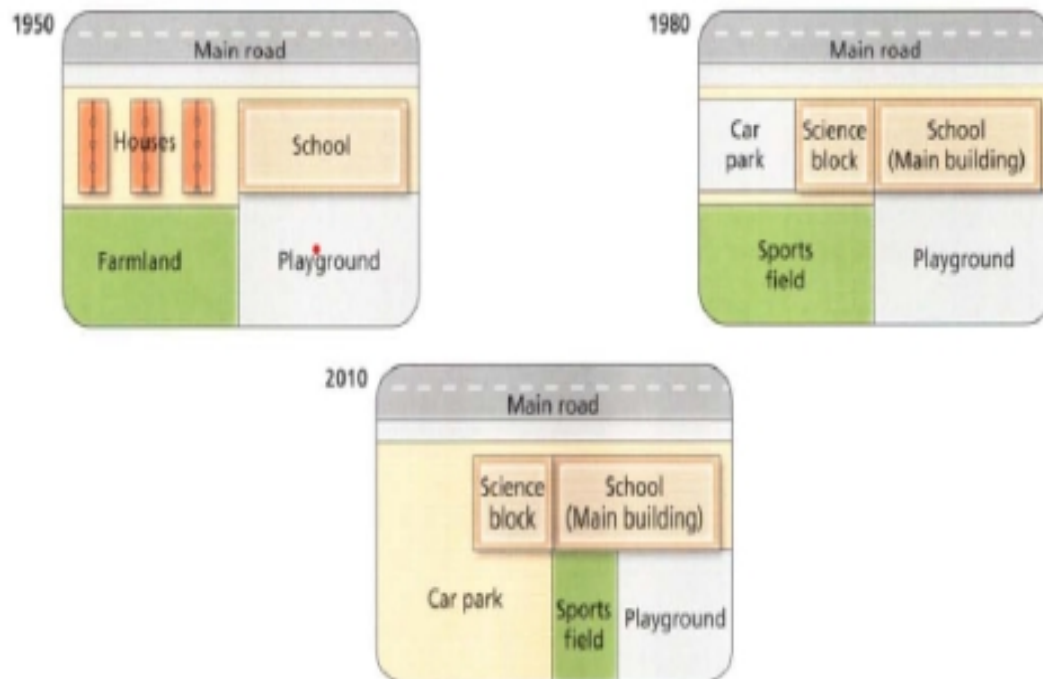 1950
Main road
Houses
School
Farmland
Playground
1980
Main road
Car
park
Science
block
School
(Main building)
Sports
field
Playground
2010
Main road
Science
block
School
(Main building)
Car park
Sports
field
Playground